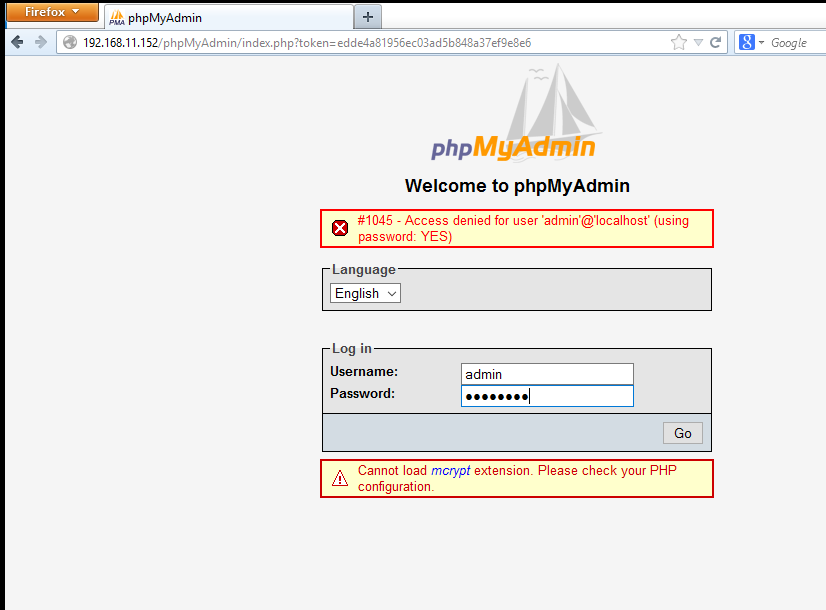 Firefox
phpMyAdmin
192.168.11.152/phpMyAdmin/index.php?token=edde4a81956ec03ad5b848a37ef9e8e6
Google
phpMyAdmin
Welcome to phpMyAdmin
#1045 - Access denied for user 'admin'@'localhost' (using
password: YES)
Language
English
Log in
Username:
admin
Password:
••••••••
Go
Cannot load mcrypt extension. Please check your PHP
configuration.